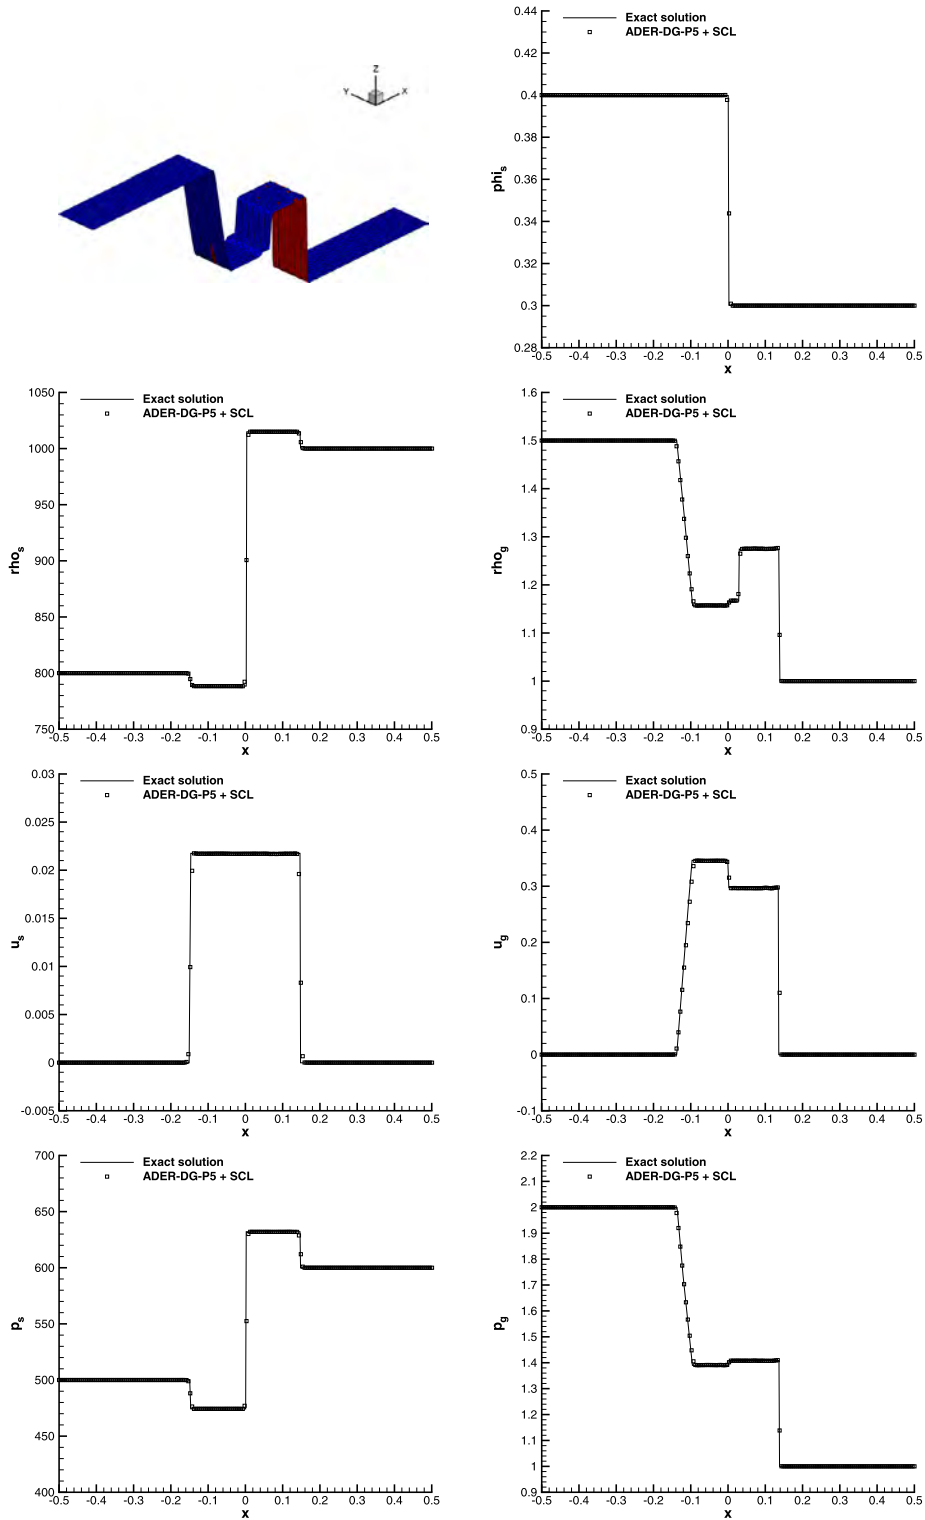 Z
Y
X
Exact solution
ADER-DG-P5 + SCL
0.44
0.42
0.4
0.38
0.36
0.34
0.32
0.3
0.28
phi_s
-0.5 -0.4 -0.3 -0.2 -0.1 0 0.1 0.2 0.3 0.4 0.5
x
Exact solution
ADER-DG-P5 + SCL
1050
1000
950
900
850
800
750
rho_s
-0.5 -0.4 -0.3 -0.2 -0.1 0 0.1 0.2 0.3 0.4 0.5
x
Exact solution
ADER-DG-P5 + SCL
1.6
1.5
1.4
1.3
1.2
1.1
1
0.9
rho_g
-0.5 -0.4 -0.3 -0.2 -0.1 0 0.1 0.2 0.3 0.4 0.5
x
Exact solution
ADER-DG-P5 + SCL
0.03
0.025
0.02
0.015
0.01
0.005
0
-0.005
u_s
-0.5 -0.4 -0.3 -0.2 -0.1 0 0.1 0.2 0.3 0.4 0.5
x
Exact solution
ADER-DG-P5 + SCL
0.5
0.4
0.3
0.2
0.1
0
-0.1
u_g
-0.5 -0.4 -0.3 -0.2 -0.1 0 0.1 0.2 0.3 0.4 0.5
x
Exact solution
ADER-DG-P5 + SCL
700
650
600
550
500
450
400
p_s
-0.5 -0.4 -0.3 -0.2 -0.1 0 0.1 0.2 0.3 0.4 0.5
x
Exact solution
ADER-DG-P5 + SCL
2.2
2.1
2
1.9
1.8
1.7
1.6
1.5
1.4
1.3
1.2
1.1
1
0.9
p_g
-0.5 -0.4 -0.3 -0.2 -0.1 0 0.1 0.2 0.3 0.4 0.5
x